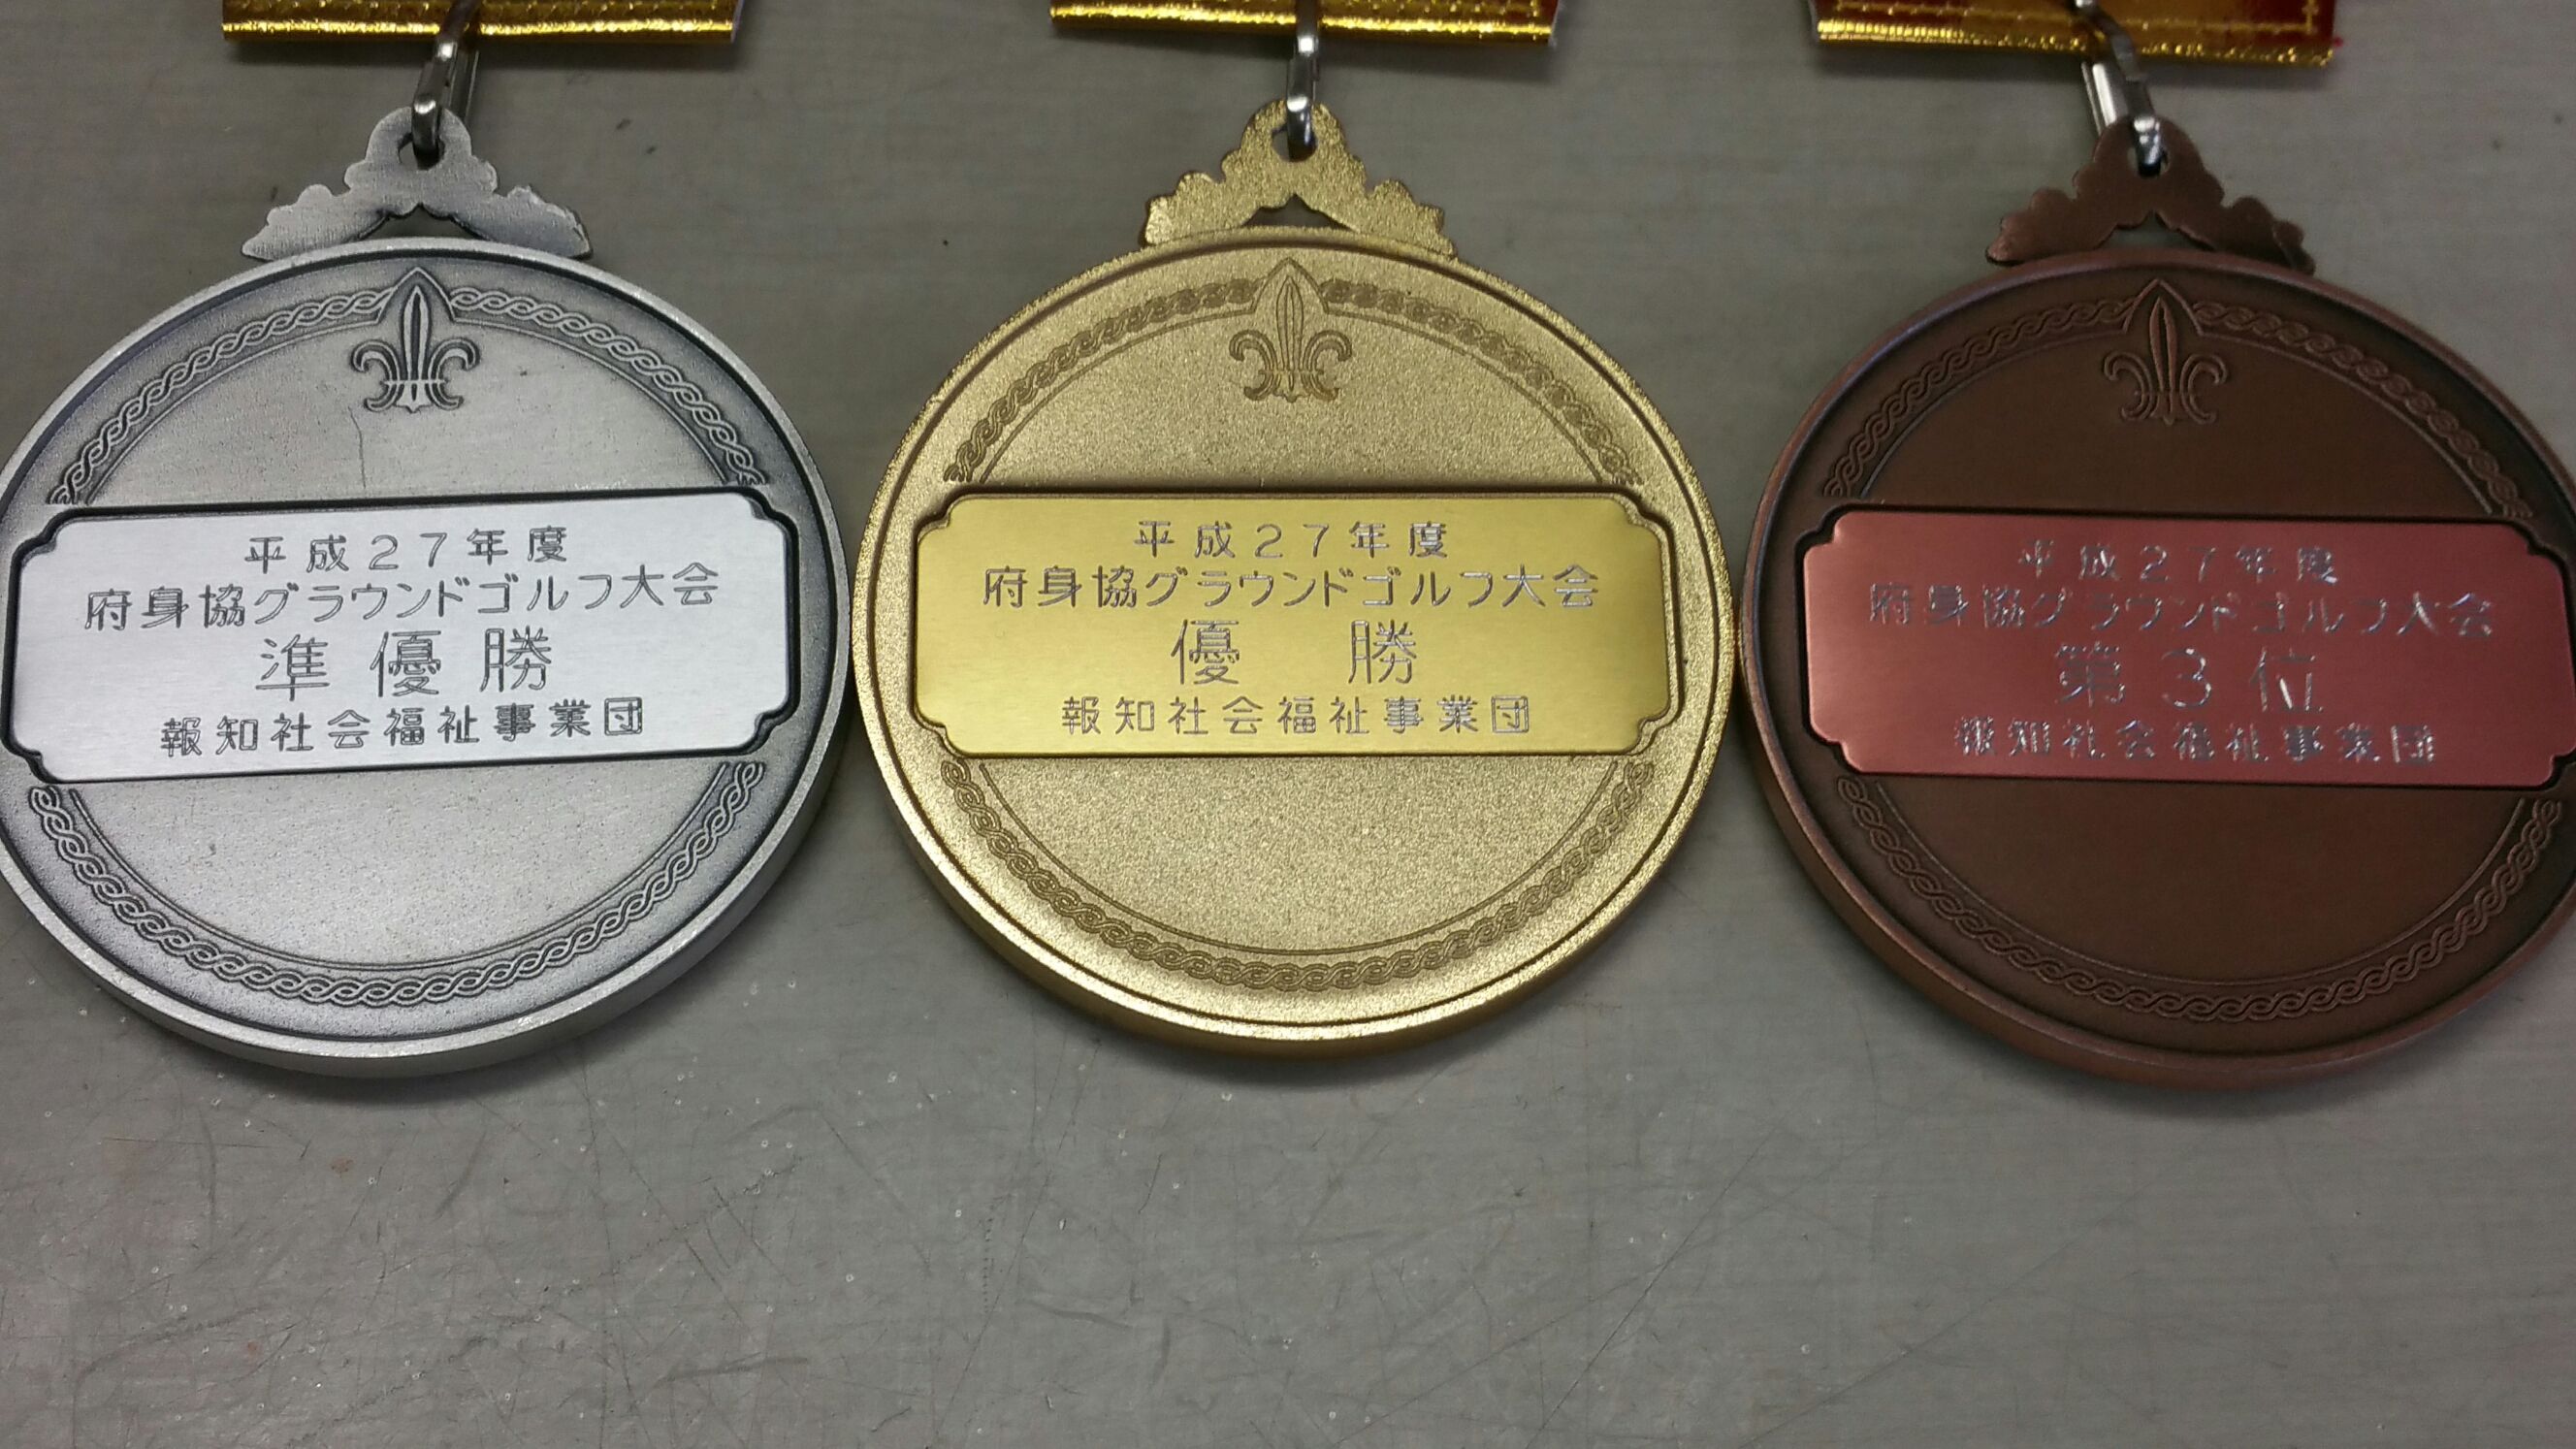 平成27年度
府身協グラウンドゴルフ大会
準優勝
報知社会福祉事業団
平成27年度
府身協グラウンドゴルフ大会
優勝
報知社会福祉事業団
平成27年度
府身協グラウンドゴルフ大会
第3位
報知社会福祉事業団